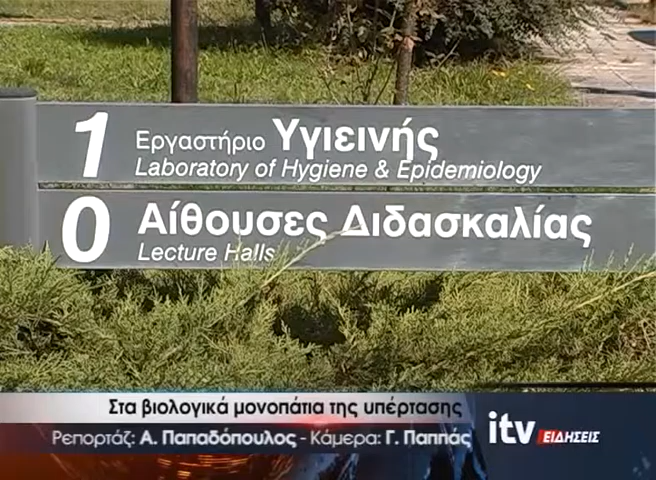 1 Εργαστήριο Υγιεινής
Laboratory of Hygiene & Epidemiology
0 Αίθουσες Διδασκαλίας
Lecture Halls
Στα βιολογικά μονοπάτια της υπέρτασης
Ρεπορτάζ: Α. Παπαδόπουλος - Κάμερα: Γ. Παππάς
itv ΕΙΔΗΣΕΙΣ